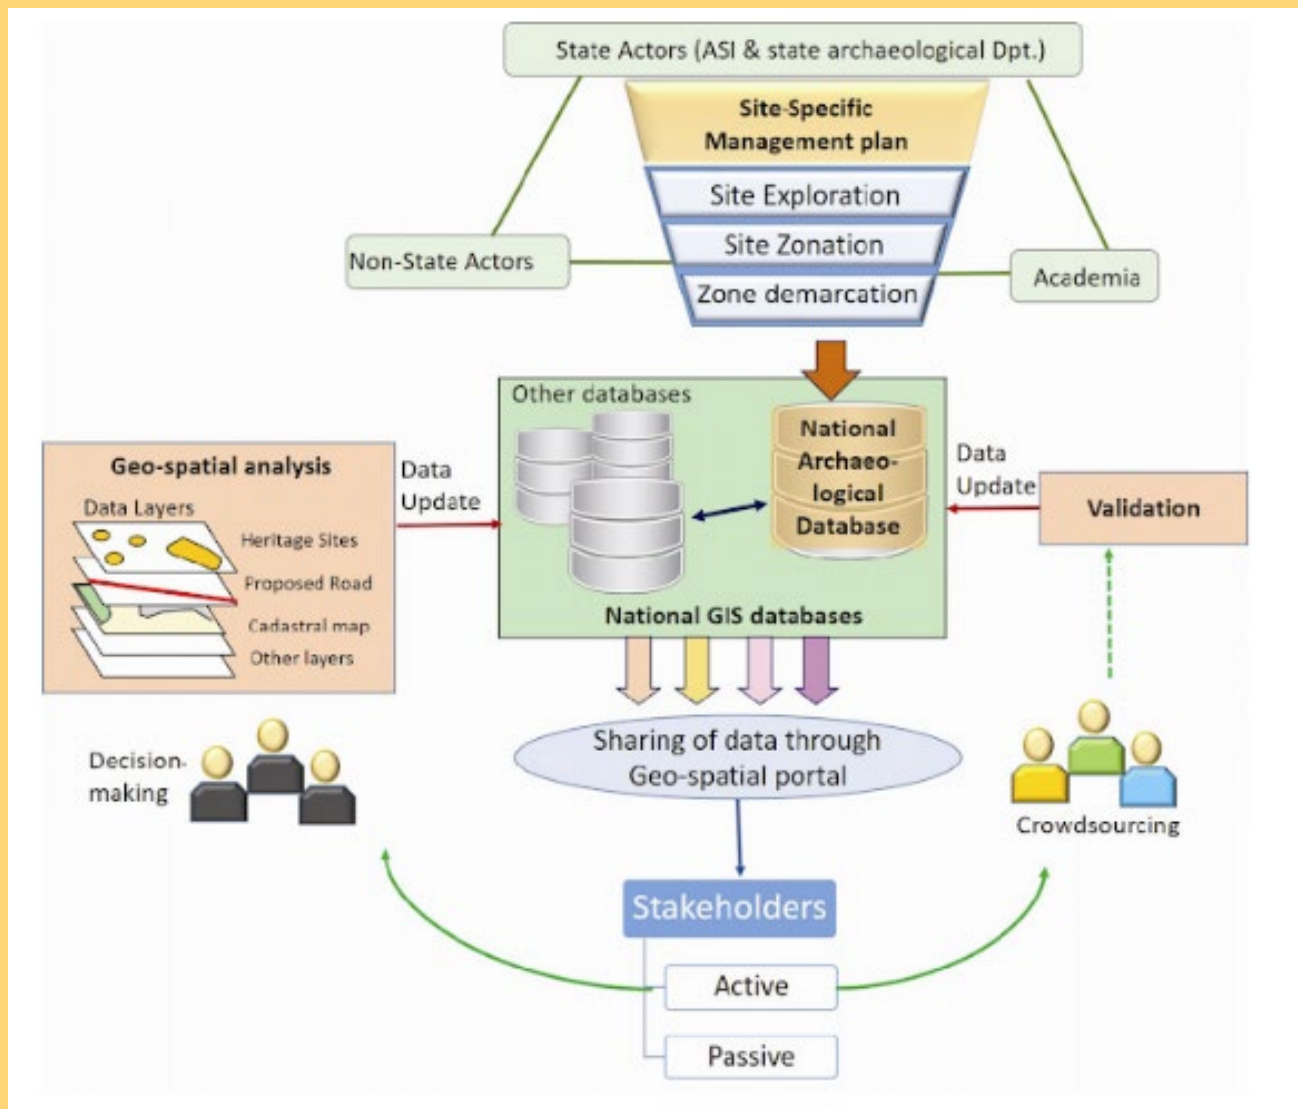 State Actors (ASI & state archaeological Dpt.)
Site-Specific
Management plan
Site Exploration
Site Zonation
Zone demarcation
Non-State Actors
Academia
Other databases
National
Archaeo-
logical
Database
National GIS databases
Geo-spatial analysis
Data Layers
Heritage Sites
Proposed Road
Cadastral map
Other layers
Data
Update
Data
Update
Validation
Sharing of data through
Geo-spatial portal
Decision-
making
Crowdsourcing
Stakeholders
Active
Passive